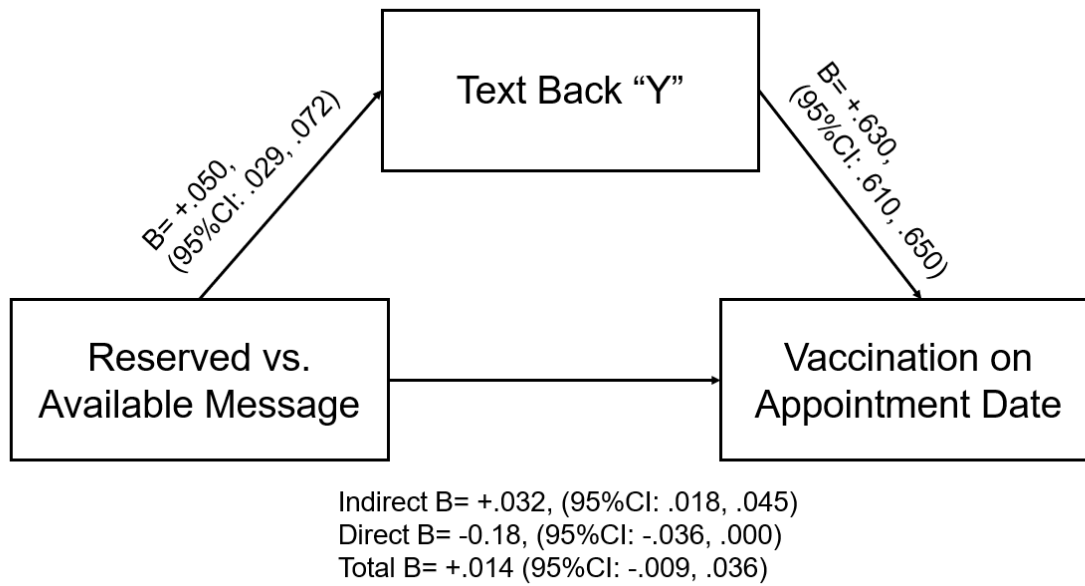 Text Back “Y”
B= +.050,
(95%CI: .029, .072)
B= +.630,
(95%CI: .610, .650)
Reserved vs.
Available Message
Vaccination on
Appointment Date
Indirect B= +.032, (95%CI: .018, .045)
Direct B= -0.18, (95%CI: -.036, .000)
Total B= +.014 (95%CI: -.009, .036)